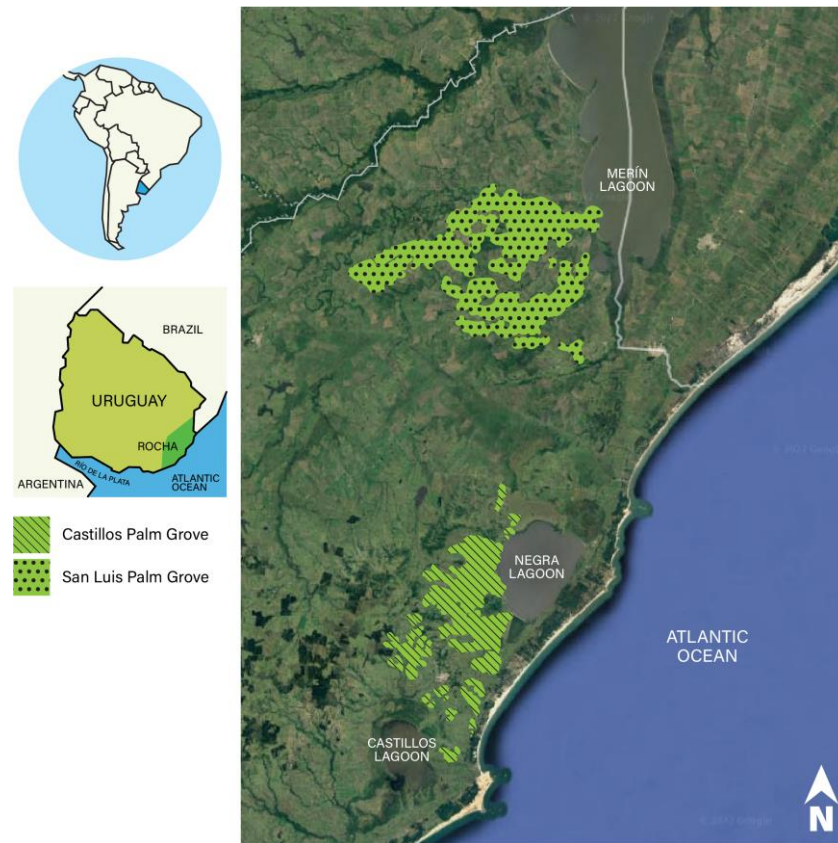 BRAZIL
URUGUAY
ROCHA
RIO DE LA PLATA
ARGENTINA
ATLANTIC
OCEAN
Castillos Palm Grove
San Luis Palm Grove
MERÍN
LAGOON
NEGRA
LAGOON
ATLANTIC
OCEAN
CASTILLOS
LAGOON
N